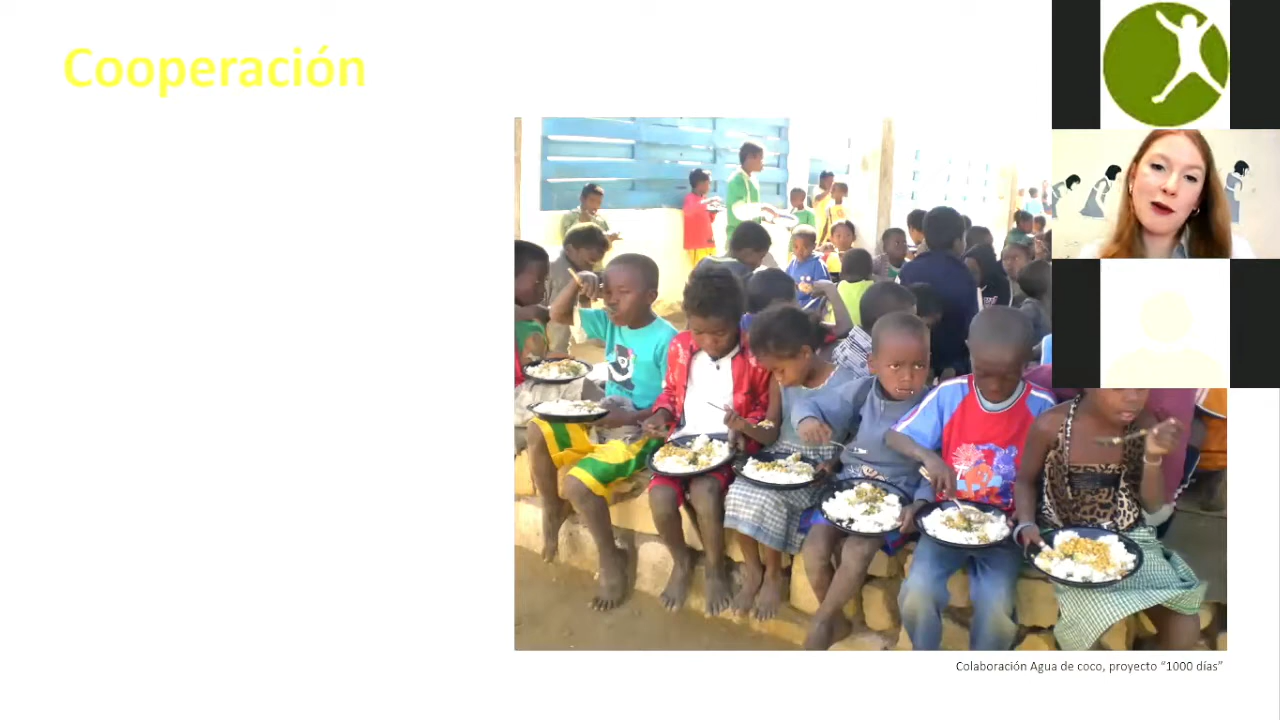 Cooperación
Colaboración Agua de coco, proyecto “1000 días”